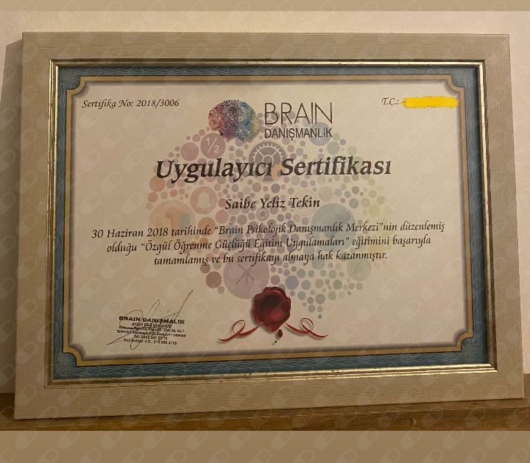 Sertifika No: 2018/3006
T.C.:
BRAIN
DANIŞMANLIK
Uygulayıcı Sertifikası
Saibe Yeliz Tekin
30 Haziran 2018 tarihinde "Brain Psikolojik Danışmanlık Merkezi"nin düzenlemiş
olduğu "Özgül Öğrenme Güçlüğü Eğitim Uygulamaları" eğitimini başarıyla
tamamlamış ve bu sertifikayı almaya hak kazanmıştır.
BRAIN DANIŞMALIK